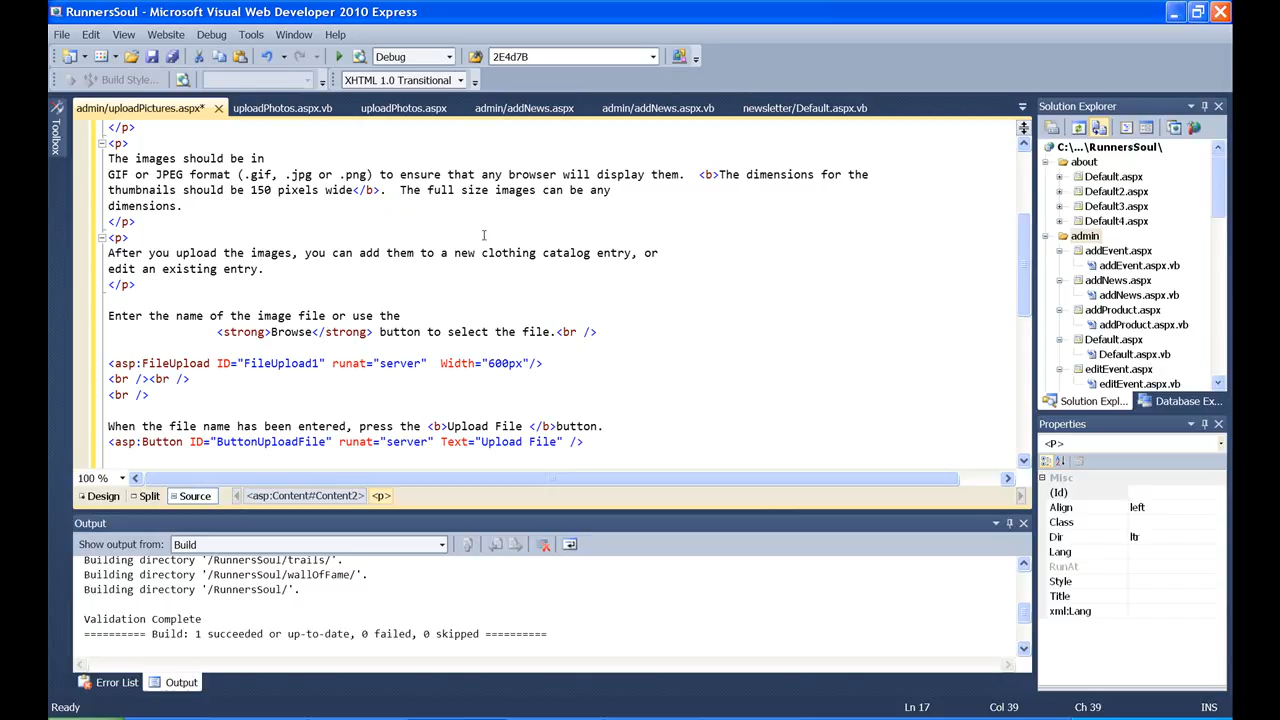 RunnersSoul - Microsoft Visual Web Developer 2010 Express
File Edit View Website Debug Tools Window Help
Debug 2E4d7B
Build Style... XHTML 1.0 Transitional
admin/uploadPictures.aspx* uploadPhotos.aspx.vb uploadPhotos.aspx admin/addNews.aspx admin/addNews.aspx.vb newsletter/Default.aspx.vb
Toolbox
</p>
<p>
The images should be in
GIF or JPEG format (.gif, .jpg or .png) to ensure that any browser will display them. <b>The dimensions for the
thumbnails should be 150 pixels wide</b>. The full size images can be any
dimensions.
</p>
<p>
After you upload the images, you can add them to a new clothing catalog entry, or
edit an existing entry.
</p>
Enter the name of the image file or use the
<strong>Browse</strong> button to select the file.<br />
<asp:FileUpload ID="FileUpload1" runat="server" Width="600px"/>
<br /><br />
<br />
When the file name has been entered, press the <b>Upload File </b>button.
<asp:Button ID="ButtonUploadFile" runat="server" Text="Upload File" />
100 %
Design Split Source <asp:Content#Content2> <p>
Output
Show output from: Build
Building directory '/RunnersSoul/trails/'.
Building directory '/RunnersSoul/wallOfFame/'.
Building directory '/RunnersSoul/'.
Validation Complete
========== Build: 1 succeeded or up-to-date, 0 failed, 0 skipped ==========
Error List Output
Solution Explorer
C:\...\RunnersSoul\
about
Default.aspx
Default2.aspx
Default3.aspx
Default4.aspx
admin
addEvent.aspx
addEvent.aspx.vb
addNews.aspx
addNews.aspx.vb
addProduct.aspx
addProduct.aspx.vb
Default.aspx
Default.aspx.vb
editEvent.aspx
editEvent.aspx.vb
Solution Expl... Database Ex...
Properties
<P>
Misc
(Id)
Align left
Class
Dir ltr
Lang
RunAt
Style
Title
xml:Lang
Ready Ln 17 Col 39 Ch 39 INS